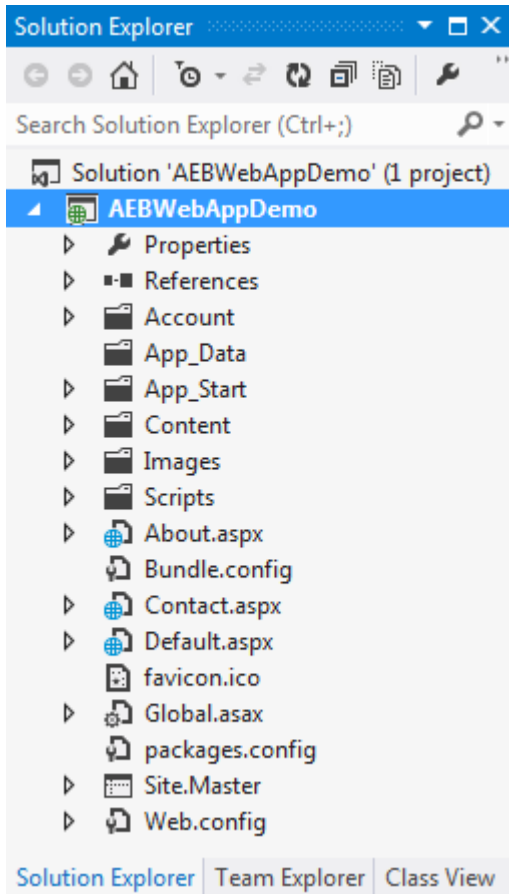 Solution Explorer
Search Solution Explorer (Ctrl+;)
Solution 'AEBWebAppDemo' (1 project)
AEBWebAppDemo
Properties
References
Account
App_Data
App_Start
Content
Images
Scripts
About.aspx
Bundle.config
Contact.aspx
Default.aspx
favicon.ico
Global.asax
packages.config
Site.Master
Web.config
Solution Explorer Team Explorer Class View